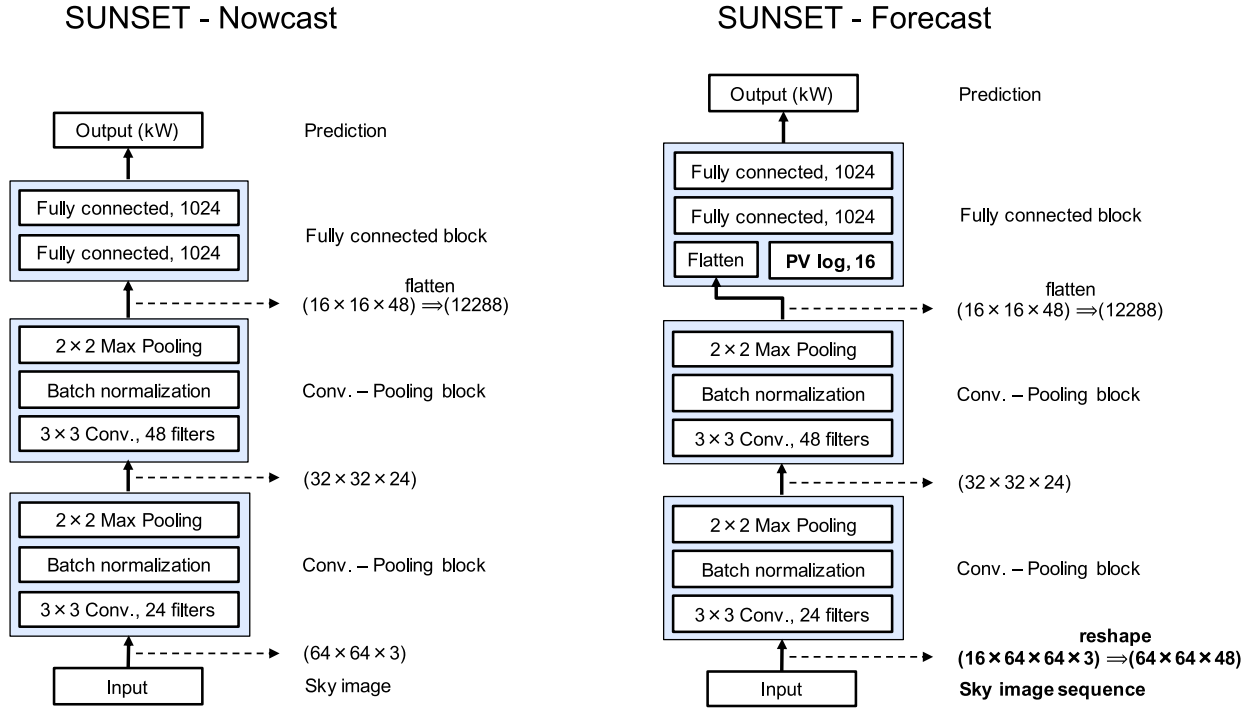 SUNSET - Nowcast
Output (kW)
Prediction
Fully connected, 1024
Fully connected, 1024
Fully connected block
flatten
(16 × 16 × 48) ⟹(12288)
2 × 2 Max Pooling
Batch normalization
3 × 3 Conv., 48 filters
Conv. – Pooling block
(32 × 32 × 24)
2 × 2 Max Pooling
Batch normalization
3 × 3 Conv., 24 filters
Conv. – Pooling block
(64 × 64 × 3)
Input
Sky image
SUNSET - Forecast
Output (kW)
Prediction
Fully connected, 1024
Fully connected, 1024
Flatten
PV log, 16
Fully connected block
flatten
(16 × 16 × 48) ⟹(12288)
2 × 2 Max Pooling
Batch normalization
3 × 3 Conv., 48 filters
Conv. – Pooling block
(32 × 32 × 24)
2 × 2 Max Pooling
Batch normalization
3 × 3 Conv., 24 filters
Conv. – Pooling block
reshape
(16 × 64 × 64 × 3) ⟹(64 × 64 × 48)
Input
Sky image sequence